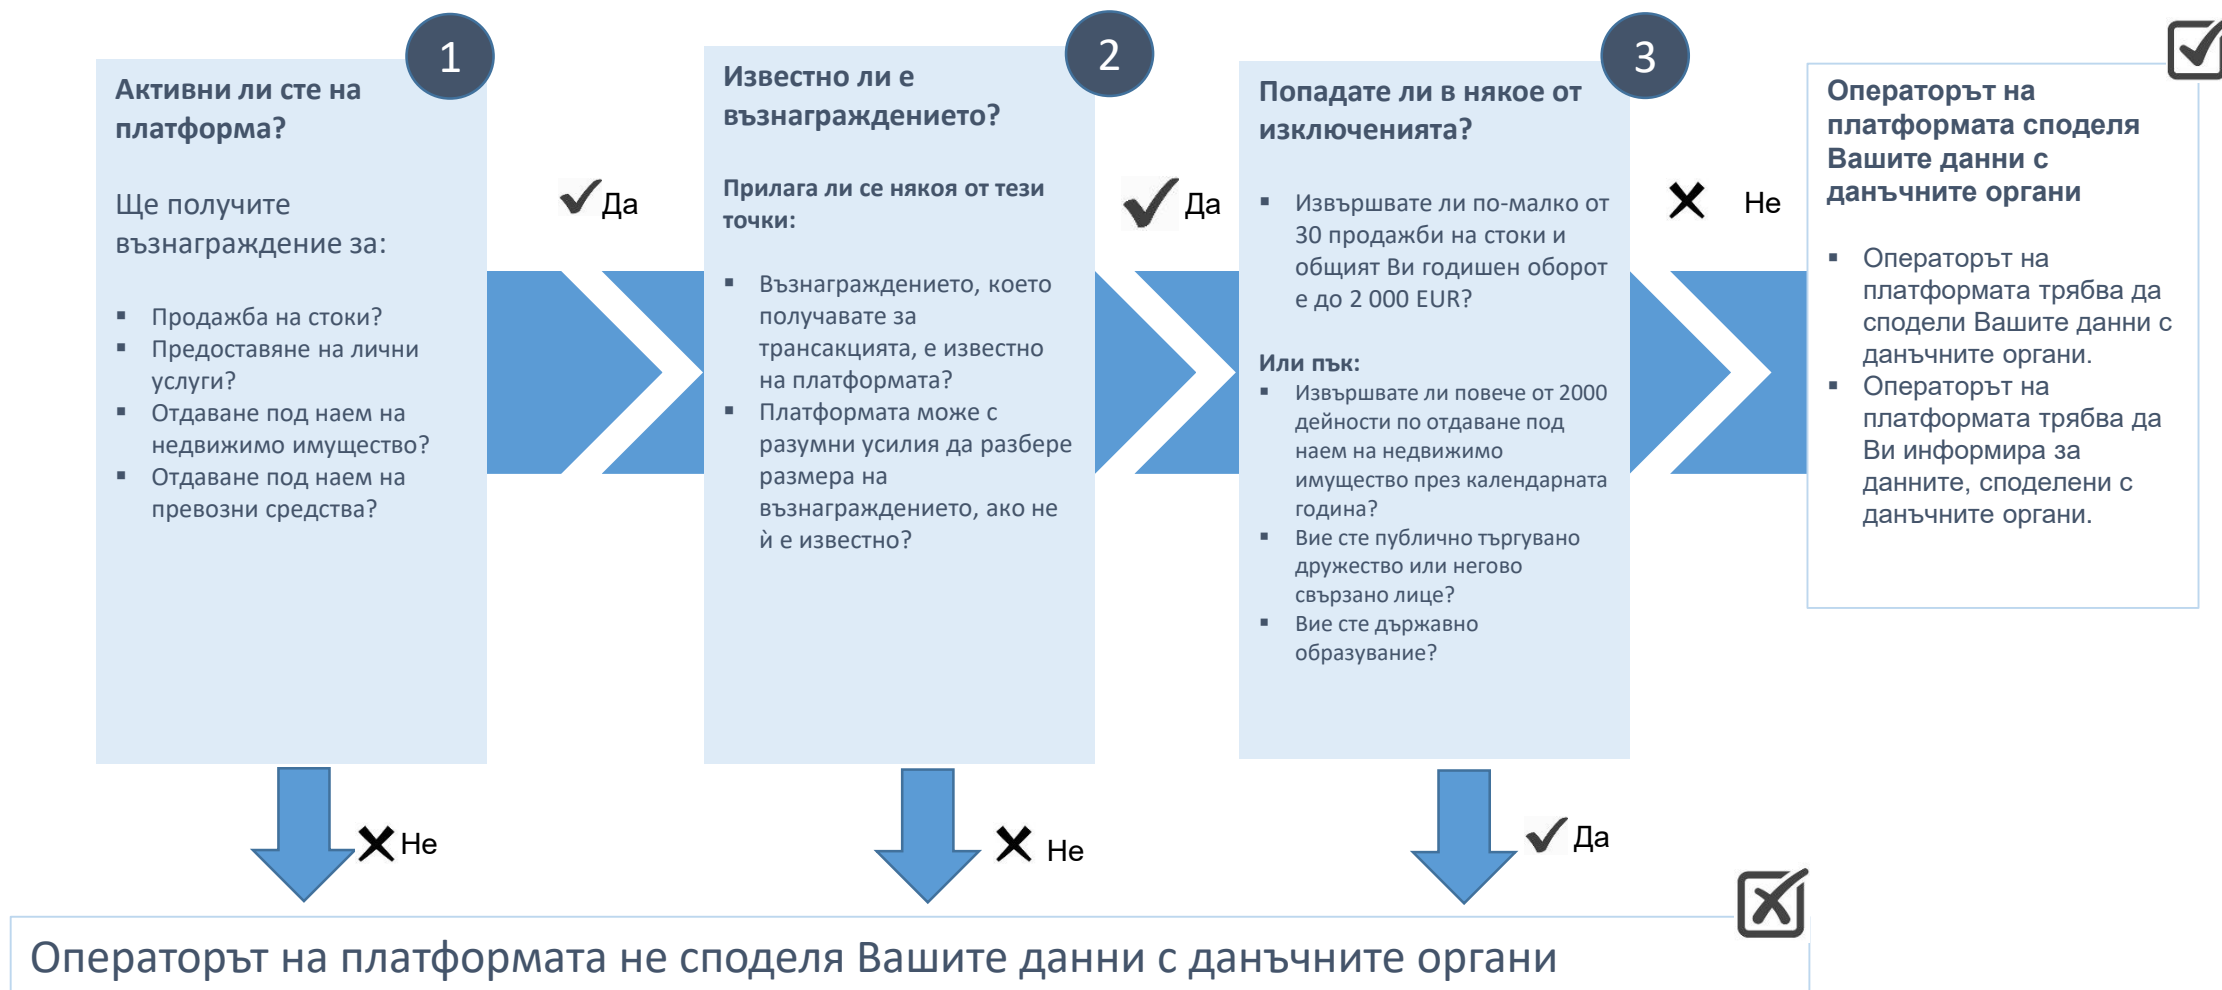 1
Активни ли сте на
платформа?
Ще получите
възнаграждение за:
▪ Продажба на стоки?
▪ Предоставяне на лични
услуги?
▪ Отдаване под наем на
недвижимо имущество?
▪ Отдаване под наем на
превозни средства?
Да
Не
2
Известно ли е
възнаграждението?
Прилага ли се някоя от тези
точки:
▪ Възнаграждението, което
получавате за
трансакцията, е известно
на платформата?
▪ Платформата може с
разумни усилия да разбере
размера на
възнаграждението, ако не
ѝ е известно?
Да
Не
3
Попадате ли в някое от
изключенията?
▪ Извършвате ли по-малко от
30 продажби на стоки и
общият Ви годишен оборот
е до 2 000 EUR?
Или пък:
▪ Извършвате ли повече от 2000
дейности по отдаване под
наем на недвижимо
имущество през календарната
година?
▪ Вие сте публично търгувано
дружество или негово
свързано лице?
▪ Вие сте държавно
образувание?
Не
Да
Операторът на
платформата споделя
Вашите данни с
данъчните органи
▪ Операторът на
платформата трябва да
сподели Вашите данни с
данъчните органи.
▪ Операторът на
платформата трябва да
Ви информира за
данните, споделени с
данъчните органи.
Операторът на платформата не споделя Вашите данни с данъчните органи